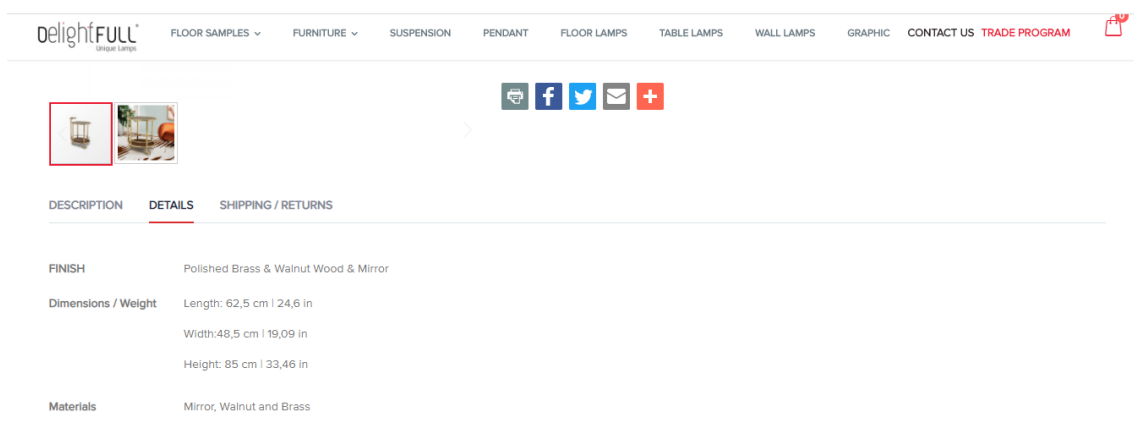 DelightFULL
Unique Lamps
FLOOR SAMPLES FURNITURE SUSPENSION PENDANT FLOOR LAMPS TABLE LAMPS WALL LAMPS GRAPHIC CONTACT US TRADE PROGRAM 0
DESCRIPTION DETAILS SHIPPING / RETURNS
FINISH Polished Brass & Walnut Wood & Mirror
Dimensions / Weight Length: 62,5 cm | 24,6 in
Width:48,5 cm | 19,09 in
Height: 85 cm | 33,46 in
Materials Mirror, Walnut and Brass